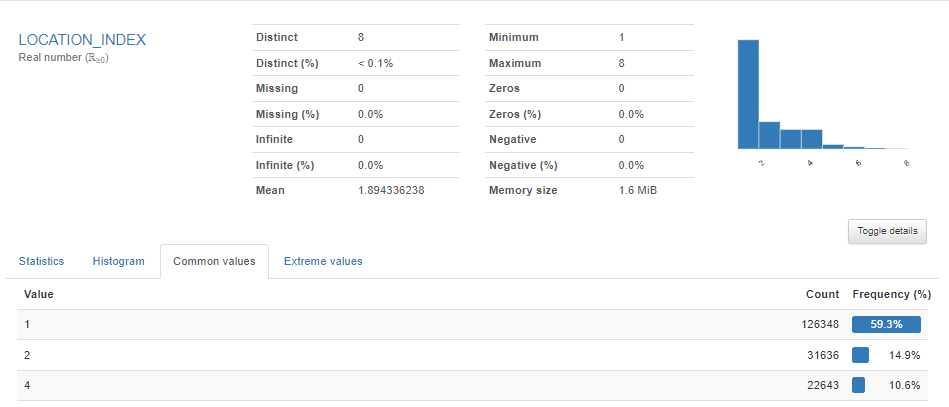 LOCATION_INDEX
Real number (ℝ≥0)
Distinct 8
Distinct (%) < 0.1%
Missing 0
Missing (%) 0.0%
Infinite 0
Infinite (%) 0.0%
Mean 1.894336238
Minimum 1
Maximum 8
Zeros 0
Zeros (%) 0.0%
Negative 0
Negative (%) 0.0%
Memory size 1.6 MiB
2 4 6 8
Toggle details
Statistics Histogram Common values Extreme values
Value Count Frequency (%)
1 126348 59.3%
2 31636 14.9%
4 22643 10.6%